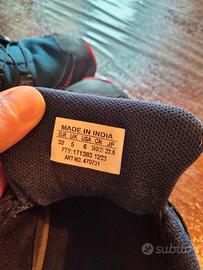 MADE IN INDIA
EUR UK USA CN JP
38 5 6 240(2) 23.5
FTY: 171383 12/23
ART NO. 470731
subito